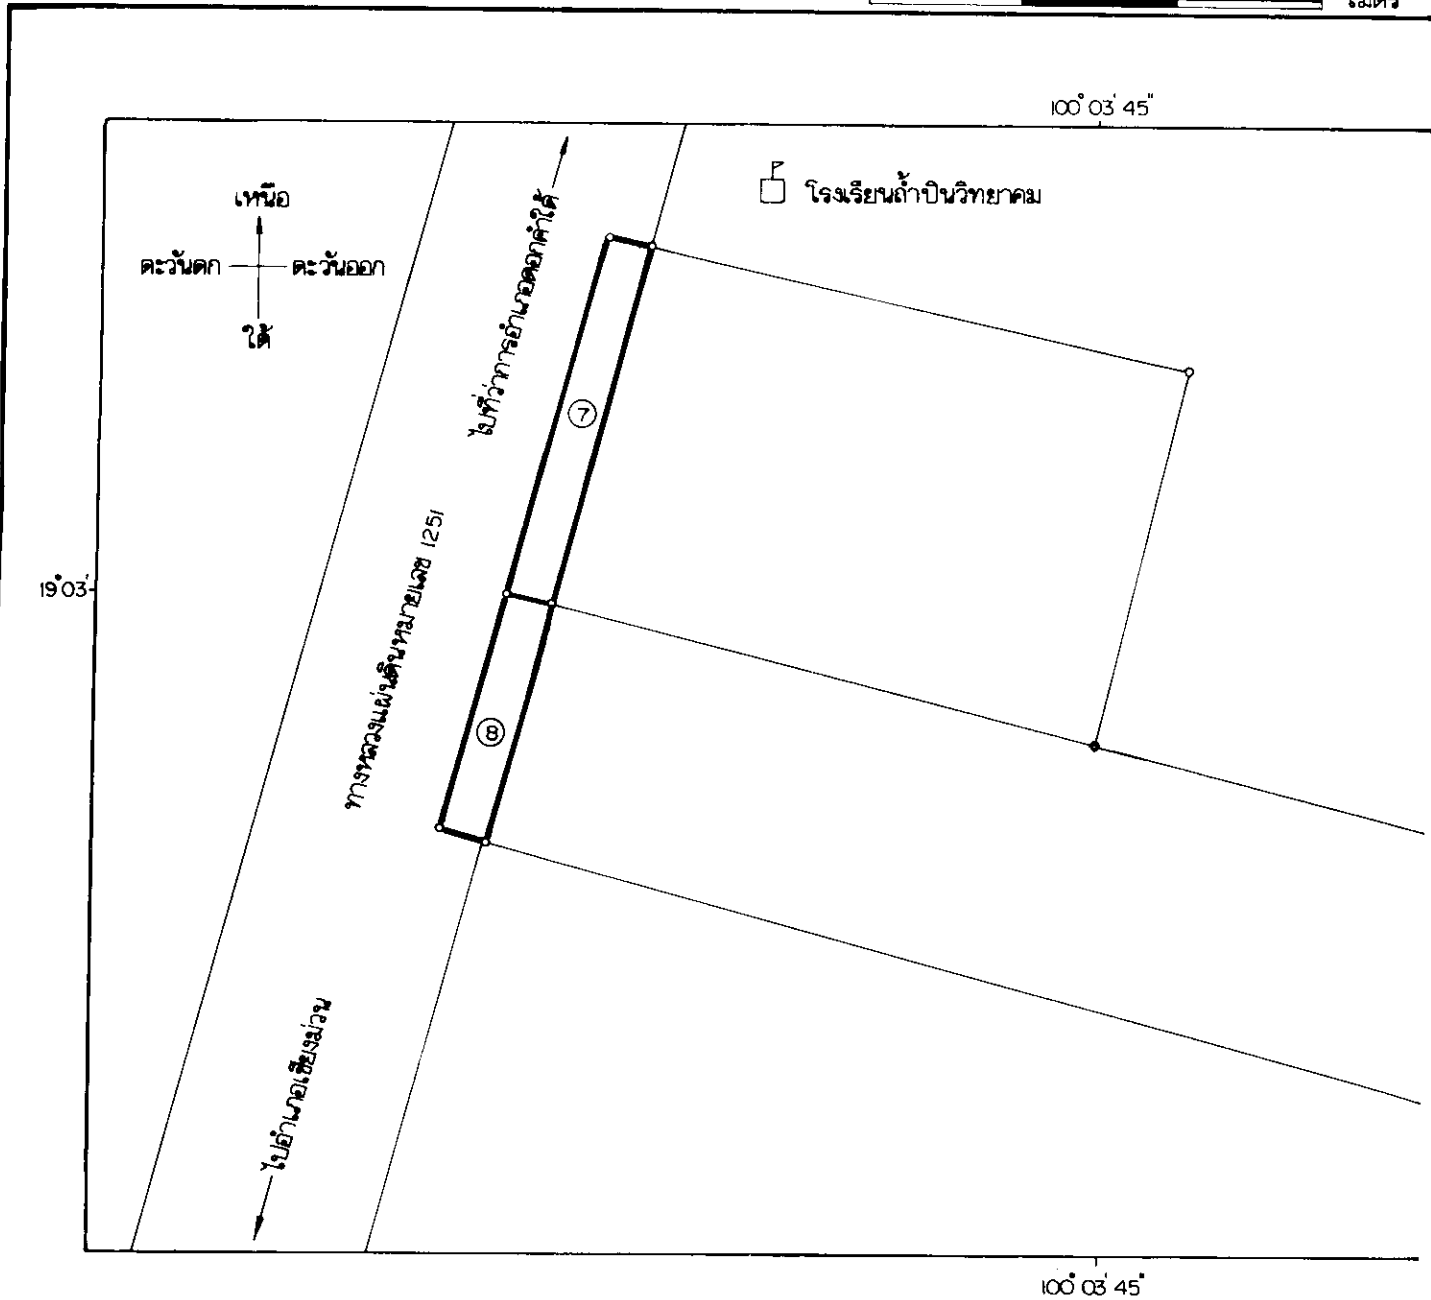 เมตร
100° 03' 45"
เหนือ
ตะวันตก
ตะวันออก
ใต้
ไปที่ว่าการอำเภอดอกคำใต้
โรงเรียนถ้ำปินวิทยาคม
7
19° 03'
ทางหลวงแผ่นดินหมายเลข 1251
8
ไปอำเภอเชียงม่วน
100° 03' 45"